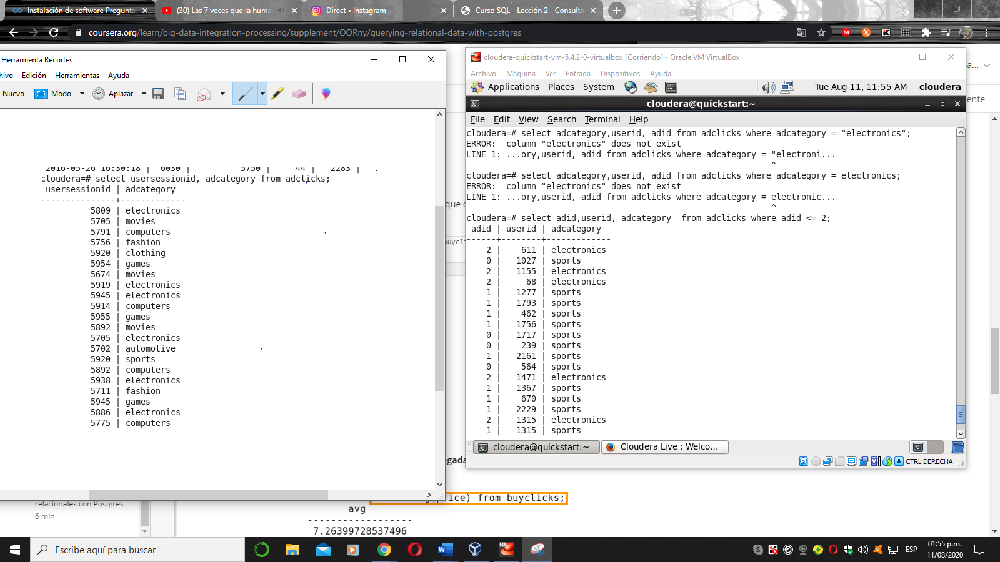 Instalación de software Pregunta
(30) Las 7 veces que la huma
Direct • Instagram
Curso SQL - Lección 2 - Consulta
coursera.org/learn/big-data-integration-processing/supplement/OORny/querying-relational-data-with-postgres
Herramienta Recortes
hivo Edición Herramientas Ayuda
Nuevo Modo Aplazar
2016-05-26 16:30:18 | 6030 | 5750 | 44 | 2283 |
cloudera=# select usersessionid, adcategory from adclicks;
usersessionid | adcategory
---------------+-------------
5809 | electronics
5705 | movies
5791 | computers
5756 | fashion
5920 | clothing
5954 | games
5674 | movies
5919 | electronics
5945 | electronics
5914 | computers
5955 | games
5892 | movies
5705 | electronics
5702 | automotive
5920 | sports
5892 | computers
5938 | electronics
5711 | fashion
5945 | games
5886 | electronics
5775 | computers
cloudera-quickstart-vm-5.4.2-0-virtualbox [Corriendo] - Oracle VM VirtualBox
Archivo Máquina Ver Entrada Dispositivos Ayuda
Applications Places System Tue Aug 11, 11:55 AM cloudera
cloudera@quickstart:~
File Edit View Search Terminal Help
cloudera=# select adcategory,userid, adid from adclicks where adcategory = "electronics";
ERROR: column "electronics" does not exist
LINE 1: ...ory,userid, adid from adclicks where adcategory = "electroni...
^
cloudera=# select adcategory,userid, adid from adclicks where adcategory = electronics;
ERROR: column "electronics" does not exist
LINE 1: ...ory,userid, adid from adclicks where adcategory = electronic...
^
cloudera=# select adid,userid, adcategory  from adclicks where adid <= 2;
adid | userid | adcategory
------+--------+-------------
2 | 611 | electronics
0 | 1027 | sports
2 | 1155 | electronics
2 | 68 | electronics
1 | 1277 | sports
1 | 1793 | sports
1 | 462 | sports
1 | 1756 | sports
0 | 1717 | sports
0 | 239 | sports
1 | 2161 | sports
0 | 564 | sports
2 | 1471 | electronics
1 | 1367 | sports
1 | 670 | sports
1 | 2229 | sports
2 | 1315 | electronics
1 | 1315 | sports
cloudera@quickstart:~ Cloudera Live : Welco...
CTRL DERECHA
a...
ente
que
buycli
egada
relacionales con Postgres
6 min
price) from buyclicks;
avg
------------------
7.26399728537496
Escribe aquí para buscar
ESP
01:55 p.m.
11/08/2020